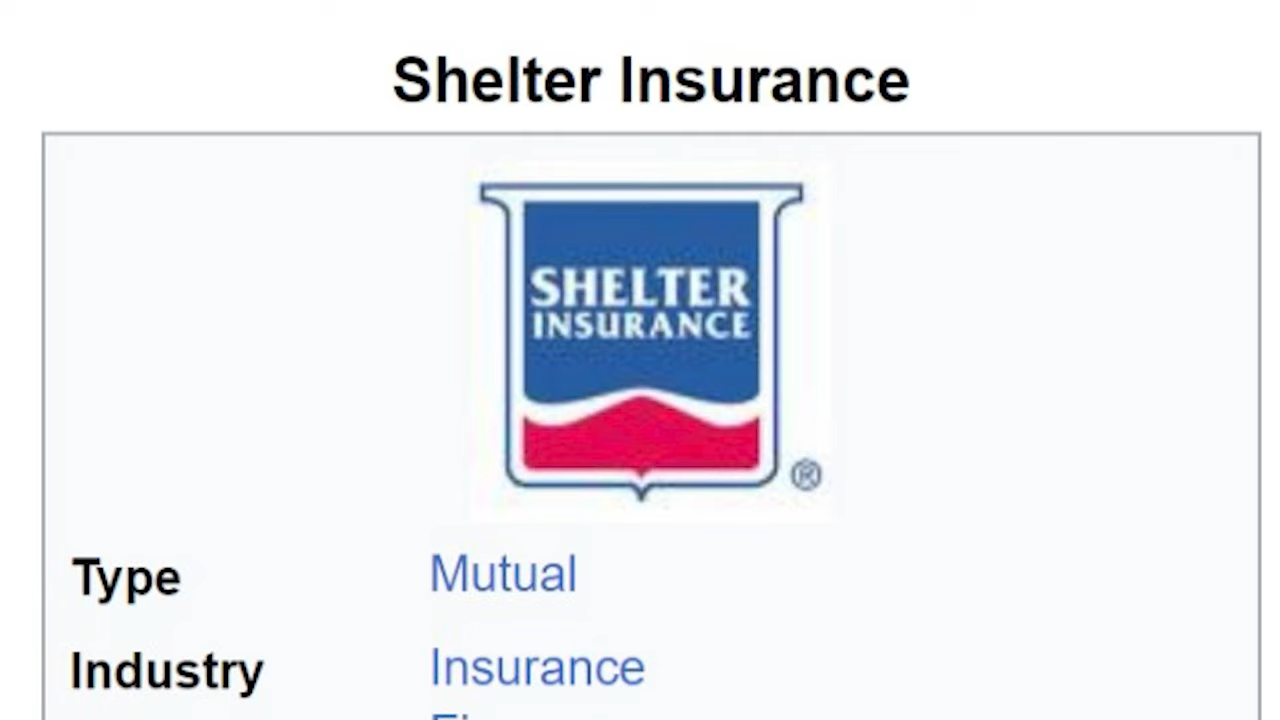 Shelter Insurance
SHELTER
INSURANCE
®
Type Mutual
Industry Insurance